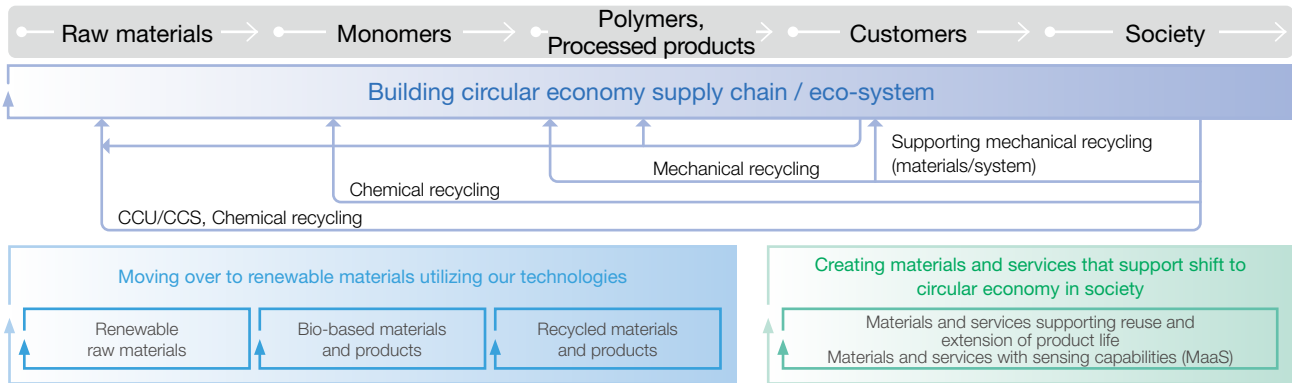 Raw materials
Monomers
Polymers,
Processed products
Customers
Society
Building circular economy supply chain / eco-system
Supporting mechanical recycling
(materials/system)
Mechanical recycling
Chemical recycling
CCU/CCS, Chemical recycling
Moving over to renewable materials utilizing our technologies
Renewable
raw materials
Bio-based materials
and products
Recycled materials
and products
Creating materials and services that support shift to
circular economy in society
Materials and services supporting reuse and
extension of product life
Materials and services with sensing capabilities (MaaS)